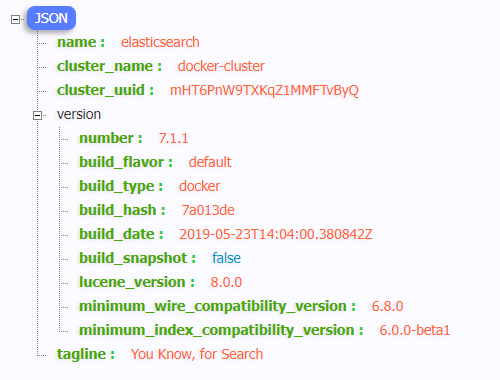 JSON
name : elasticsearch
cluster_name : docker-cluster
cluster_uuid : mHT6PnW9TXKqZ1MMFTvByQ
version
number : 7.1.1
build_flavor : default
build_type : docker
build_hash : 7a013de
build_date : 2019-05-23T14:04:00.380842Z
build_snapshot : false
lucene_version : 8.0.0
minimum_wire_compatibility_version : 6.8.0
minimum_index_compatibility_version : 6.0.0-beta1
tagline : You Know, for Search